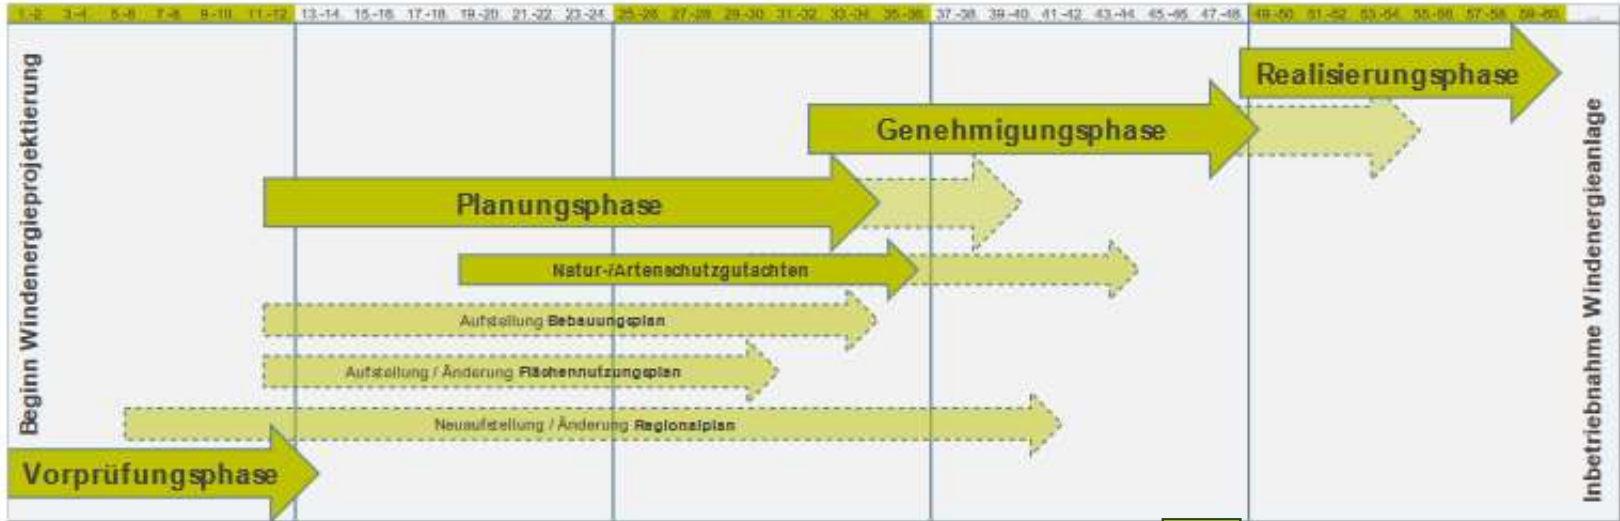 1.-2. 3.-4. 5.-6. 7.-8. 9.-10. 11.-12. 13.-14. 15.-16. 17.-18. 19.-20. 21.-22. 23.-24. 25.-26. 27.-28. 29.-30. 31.-32. 33.-34. 35.-36. 37.-38. 39.-40. 41.-42. 43.-44. 45.-46. 47.-48. 49.-50. 51.-52. 53.-54. 55.-56. 57.-58. 59.-60. ...
Beginn Windenergieprojektierung
Realisierungsphase
Genehmigungsphase
Planungsphase
Natur-/Artenschutzgutachten
Aufstellung Bebauungsplan
Aufstellung / Änderung Flächennutzungsplan
Neuaufstellung / Änderung Regionalplan
Vorprüfungsphase
Inbetriebnahme Windenergieanlage